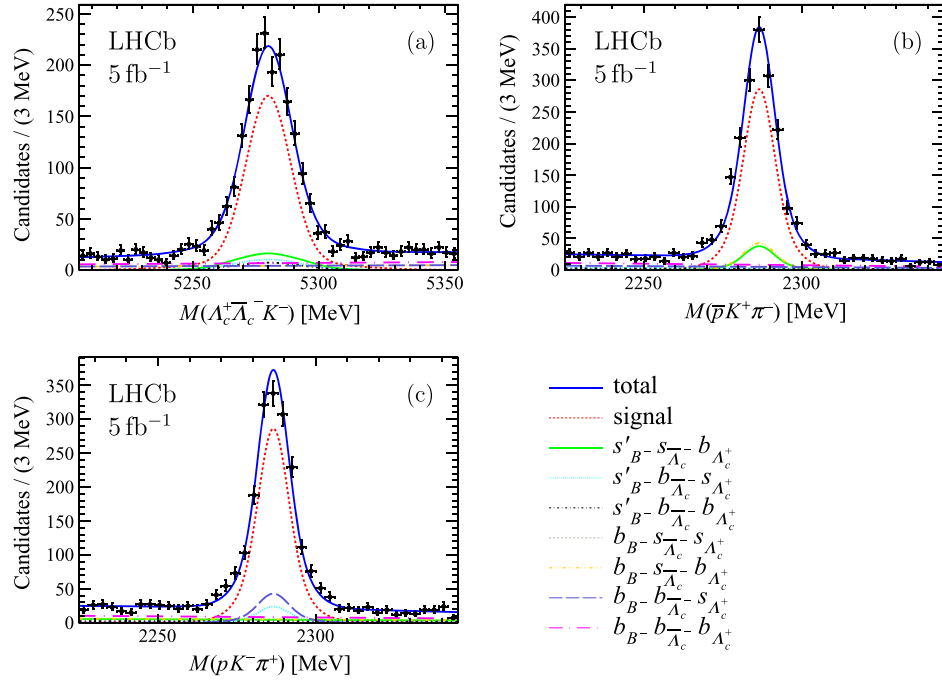 LHCb
5 fb⁻¹
(a)
Candidates / (3 MeV)
0
50
100
150
200
250
5250
5300
5350
M(Λc⁺Λ̅c⁻K⁻) [MeV]
LHCb
5 fb⁻¹
(b)
Candidates / (3 MeV)
0
50
100
150
200
250
300
350
400
2250
2300
M(p̅K⁺π⁻) [MeV]
LHCb
5 fb⁻¹
(c)
Candidates / (3 MeV)
0
50
100
150
200
250
300
350
2250
2300
M(pK⁻π⁺) [MeV]
total
signal
s′B⁻ sΛ̅c⁻ bΛc⁺
s′B⁻ bΛ̅c⁻ sΛc⁺
s′B⁻ bΛ̅c⁻ bΛc⁺
bB⁻ sΛ̅c⁻ sΛc⁺
bB⁻ sΛ̅c⁻ bΛc⁺
bB⁻ bΛ̅c⁻ sΛc⁺
bB⁻ bΛ̅c⁻ bΛc⁺